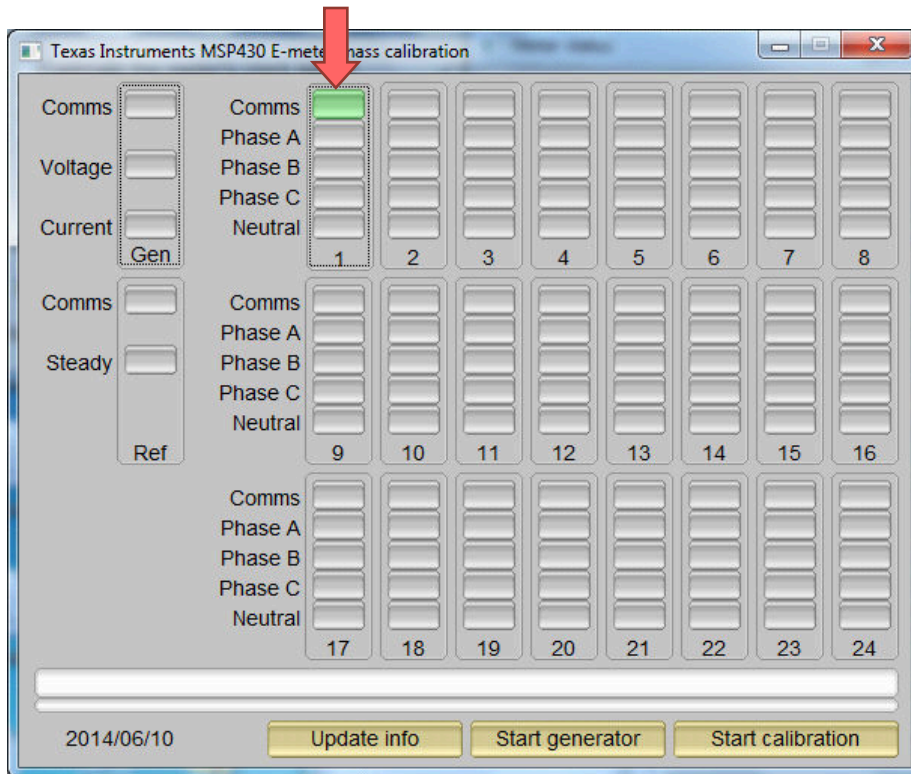 Texas Instruments MSP430 E-meter mass calibration
Comms Comms
Phase A
Voltage Phase B
Phase C
Current Neutral
Gen 1 2 3 4 5 6 7 8
Comms Comms
Phase A
Steady Phase B
Phase C
Neutral
Ref 9 10 11 12 13 14 15 16
Comms
Phase A
Phase B
Phase C
Neutral
17 18 19 20 21 22 23 24
2014/06/10 Update info Start generator Start calibration